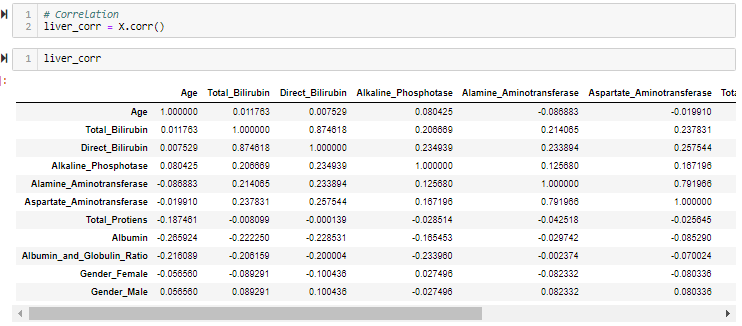 1 # Correlation
2 liver_corr = X.corr()
1 liver_corr
Age Total_Bilirubin Direct_Bilirubin Alkaline_Phosphotase Alamine_Aminotransferase Aspartate_Aminotransferase Tot
Age 1.000000 0.011763 0.007529 0.080425 -0.086883 -0.019910
Total_Bilirubin 0.011763 1.000000 0.874618 0.206669 0.214065 0.237831
Direct_Bilirubin 0.007529 0.874618 1.000000 0.234939 0.233894 0.257544
Alkaline_Phosphotase 0.080425 0.206669 0.234939 1.000000 0.125680 0.167196
Alamine_Aminotransferase -0.086883 0.214065 0.233894 0.125680 1.000000 0.791966
Aspartate_Aminotransferase -0.019910 0.237831 0.257544 0.167196 0.791966 1.000000
Total_Protiens -0.187461 -0.008099 -0.000139 -0.028514 -0.042518 -0.025645
Albumin -0.265924 -0.222250 -0.228531 -0.165453 -0.029742 -0.085290
Albumin_and_Globulin_Ratio -0.216089 -0.206159 -0.200004 -0.233960 -0.002374 -0.070024
Gender_Female -0.056560 -0.089291 -0.100436 0.027496 -0.082332 -0.080336
Gender_Male 0.056560 0.089291 0.100436 -0.027496 0.082332 0.080336